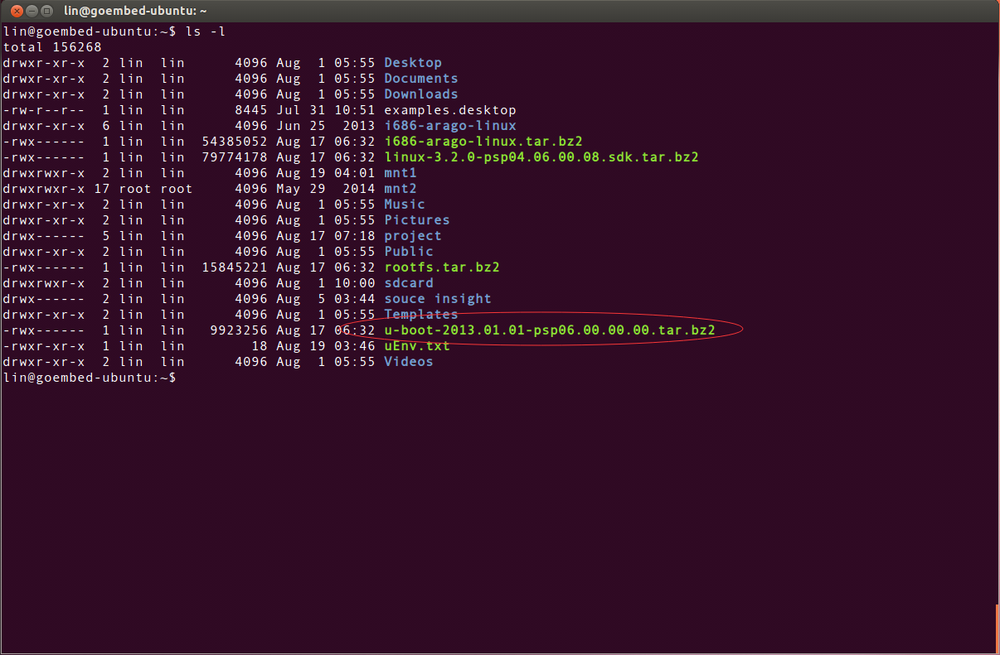 lin@goembed-ubuntu: ~
lin@goembed-ubuntu:~$ ls -l
total 156268
drwxr-xr-x  2 lin  lin      4096 Aug  1 05:55 Desktop
drwxr-xr-x  2 lin  lin      4096 Aug  1 05:55 Documents
drwxr-xr-x  2 lin  lin      4096 Aug  1 05:55 Downloads
-rw-r--r--  1 lin  lin      8445 Jul 31 10:51 examples.desktop
drwxr-xr-x  6 lin  lin      4096 Jun 25  2013 i686-arago-linux
-rwx------  1 lin  lin  54385052 Aug 17 06:32 i686-arago-linux.tar.bz2
-rwx------  1 lin  lin  79774178 Aug 17 06:32 linux-3.2.0-psp04.06.00.08.sdk.tar.bz2
drwxrwxr-x  2 lin  lin      4096 Aug 19 04:01 mnt1
drwxrwxr-x 17 root root     4096 May 29  2014 mnt2
drwxr-xr-x  2 lin  lin      4096 Aug  1 05:55 Music
drwxr-xr-x  2 lin  lin      4096 Aug  1 05:55 Pictures
drwx------  5 lin  lin      4096 Aug 17 07:18 project
drwxr-xr-x  2 lin  lin      4096 Aug  1 05:55 Public
-rwx------  1 lin  lin  15845221 Aug 17 06:32 rootfs.tar.bz2
drwxrwxr-x  2 lin  lin      4096 Aug  1 10:00 sdcard
drwx------  2 lin  lin      4096 Aug  5 03:44 souce insight
drwxr-xr-x  2 lin  lin      4096 Aug  1 05:55 Templates
-rwx------  1 lin  lin   9923256 Aug 17 06:32 u-boot-2013.01.01-psp06.00.00.00.tar.bz2
-rwxr-xr-x  1 lin  lin        18 Aug 19 03:46 uEnv.txt
drwxr-xr-x  2 lin  lin      4096 Aug  1 05:55 Videos
lin@goembed-ubuntu:~$